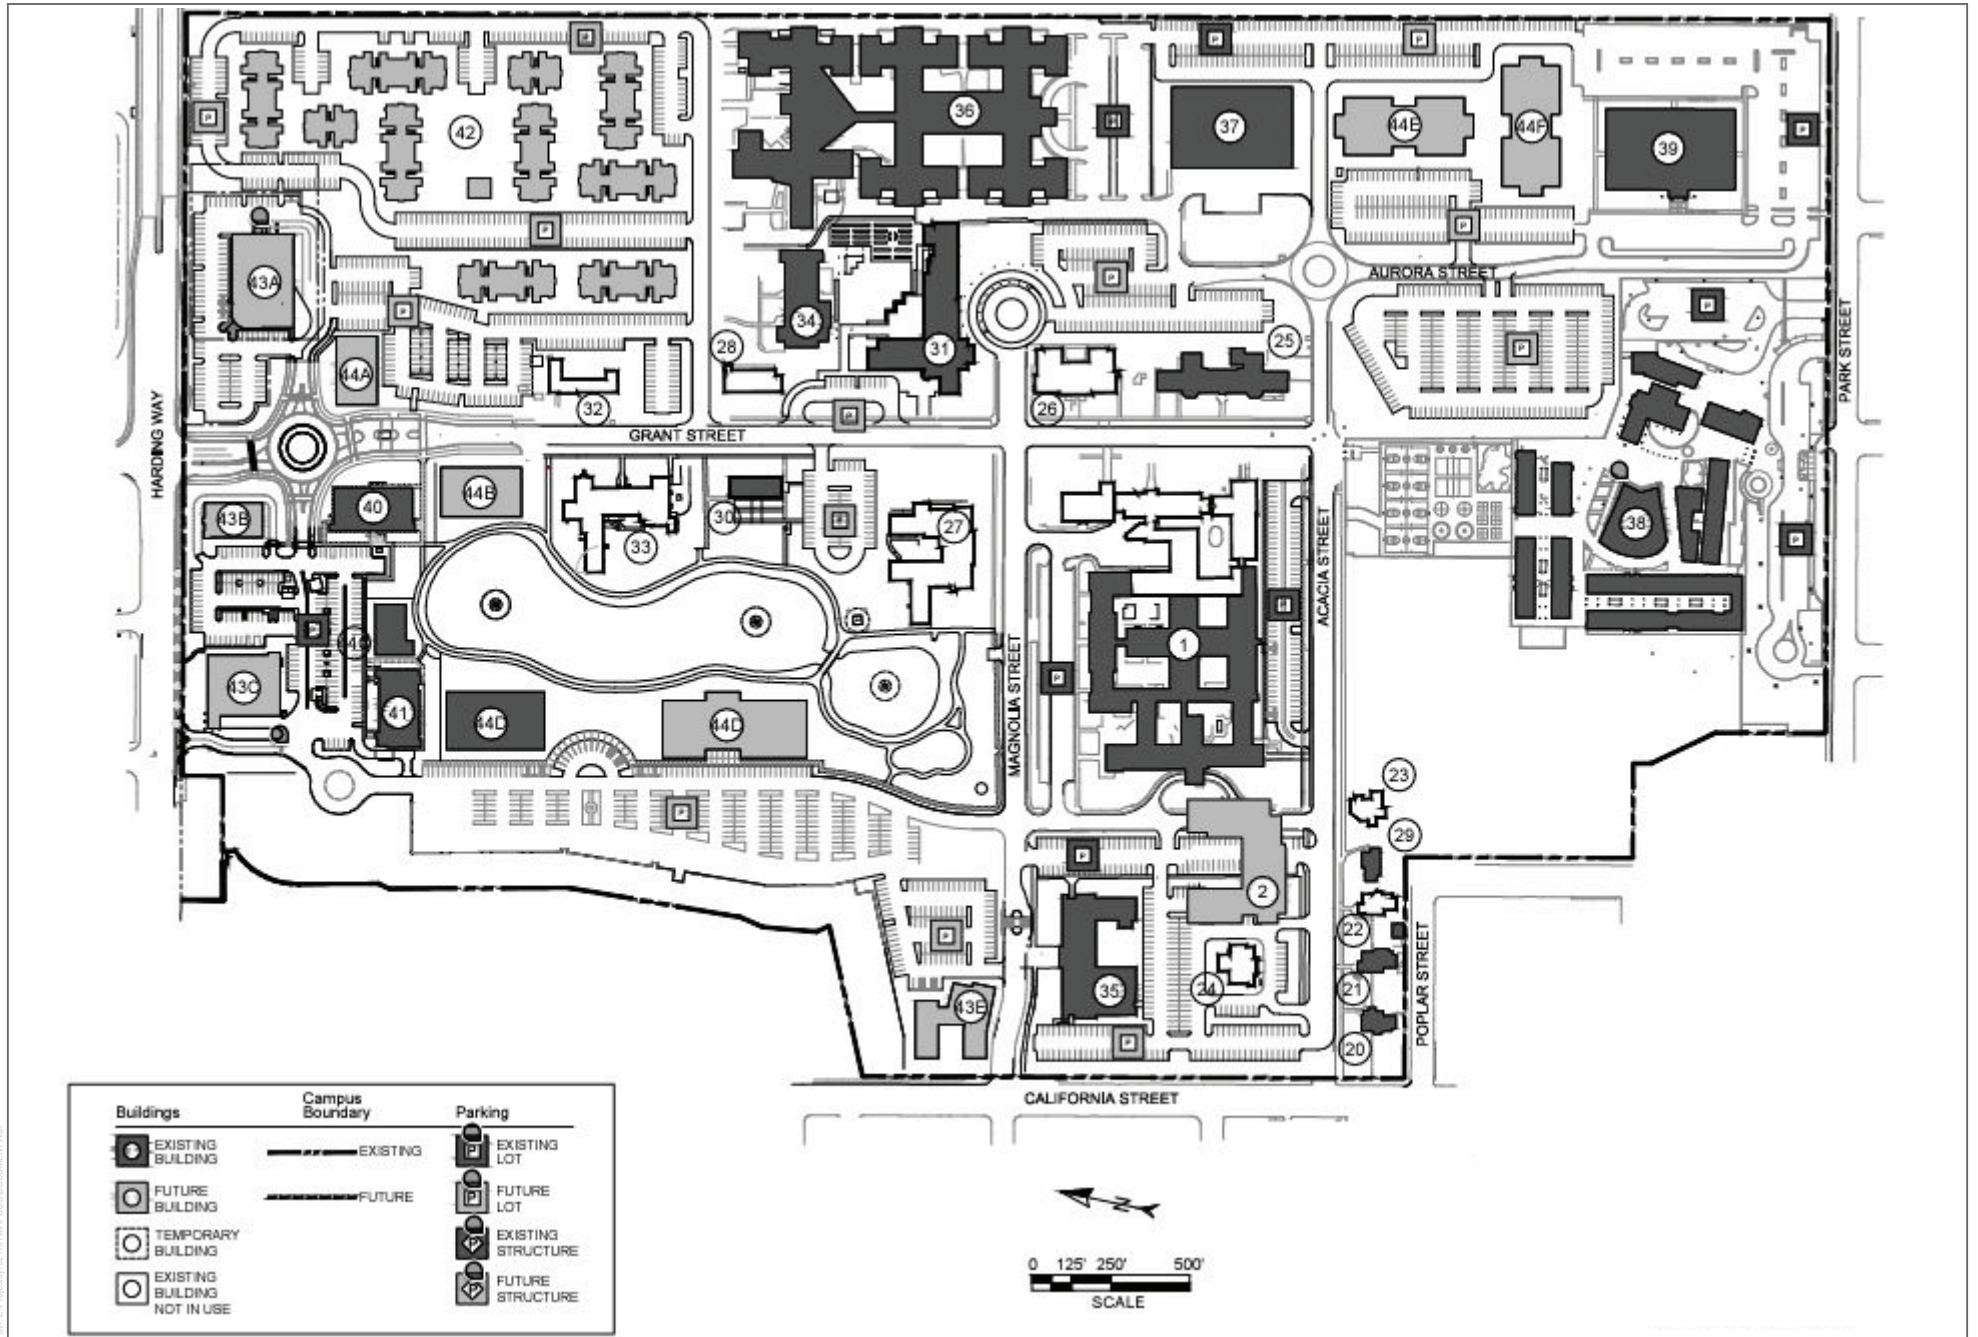 P
P
P
P
42
36
P
37
44E
44F
39
P
P
43A
P
P
44A
34
31
28
32
P
P
26
25
P
AURORA STREET
P
P
PARK STREET
HARDING WAY
GRANT STREET
43B
40
44B
33
30
P
27
ACACIA STREET
38
P
P
P
43C
41
44D
44D
MAGNOLIA STREET
P
1
P
P
23
29
2
22
21
20
24
35
P
43E
P
POPLAR STREET
CALIFORNIA STREET
Buildings
Campus
Boundary
Parking
EXISTING
BUILDING
EXISTING
P
EXISTING
LOT
FUTURE
BUILDING
FUTURE
P
FUTURE
LOT
TEMPORARY
BUILDING
P
EXISTING
STRUCTURE
EXISTING
BUILDING
NOT IN USE
P
FUTURE
STRUCTURE
N
0 125' 250' 500'
SCALE